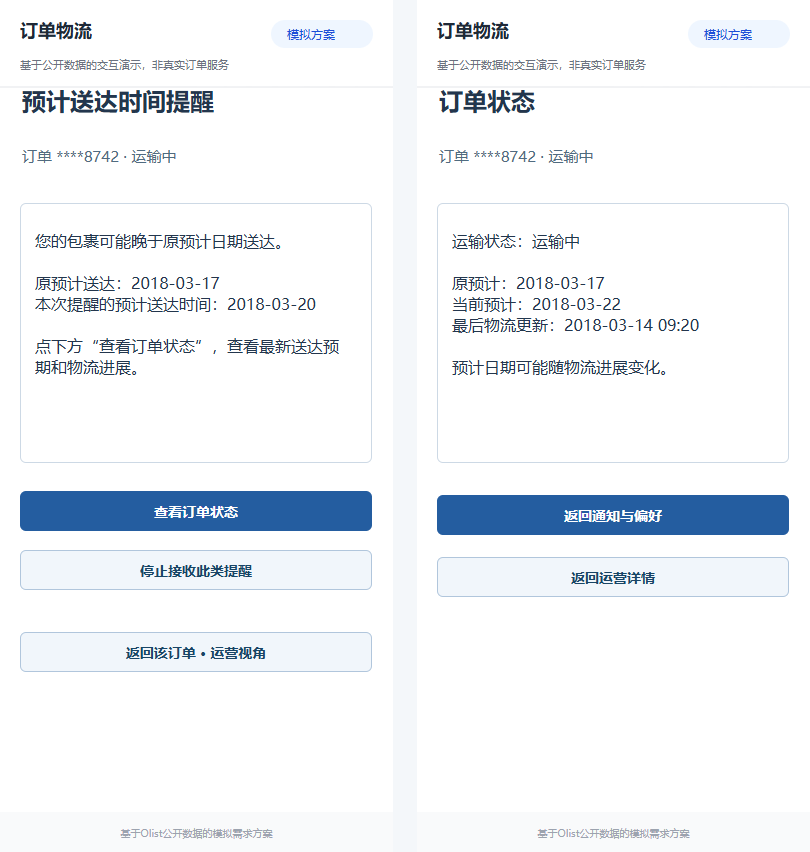 订单物流
模拟方案
基于公开数据的交互演示，非真实订单服务
预计送达时间提醒
订单 ****8742 · 运输中
您的包裹可能晚于原预计日期送达。
原预计送达：2018-03-17
本次提醒的预计送达时间：2018-03-20
点下方“查看订单状态”，查看最新送达预
期和物流进展。
查看订单状态
停止接收此类提醒
返回该订单 • 运营视角
基于Olist公开数据的模拟需求方案
订单物流
模拟方案
基于公开数据的交互演示，非真实订单服务
订单状态
订单 ****8742 · 运输中
运输状态：运输中
原预计：2018-03-17
当前预计：2018-03-22
最后物流更新：2018-03-14 09:20
预计日期可能随物流进展变化。
返回通知与偏好
返回运营详情
基于Olist公开数据的模拟需求方案